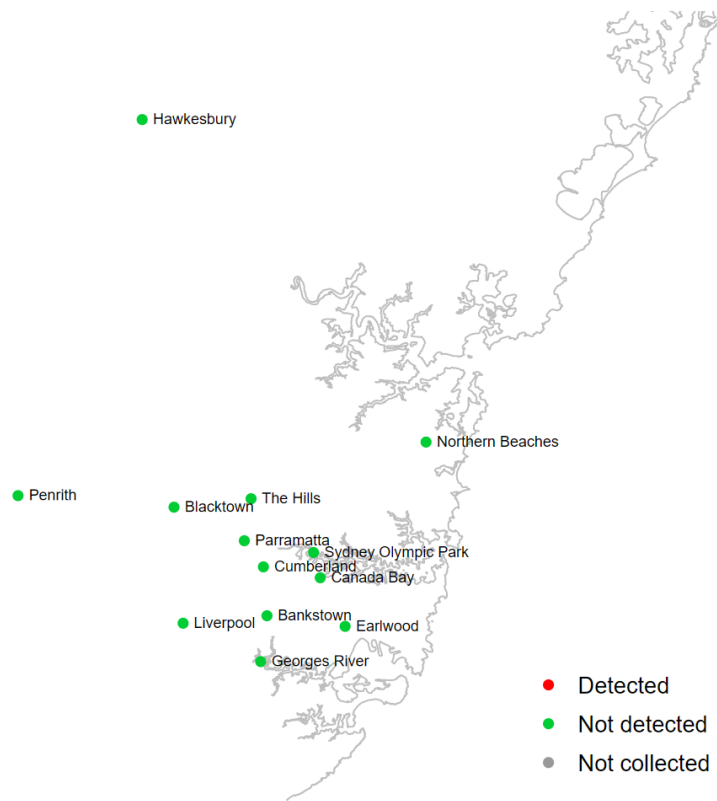 Hawkesbury
Northern Beaches
Penrith
The Hills
Blacktown
Parramatta
Sydney Olympic Park
Cumberland
Canada Bay
Bankstown
Liverpool
Earlwood
Georges River
Detected
Not detected
Not collected